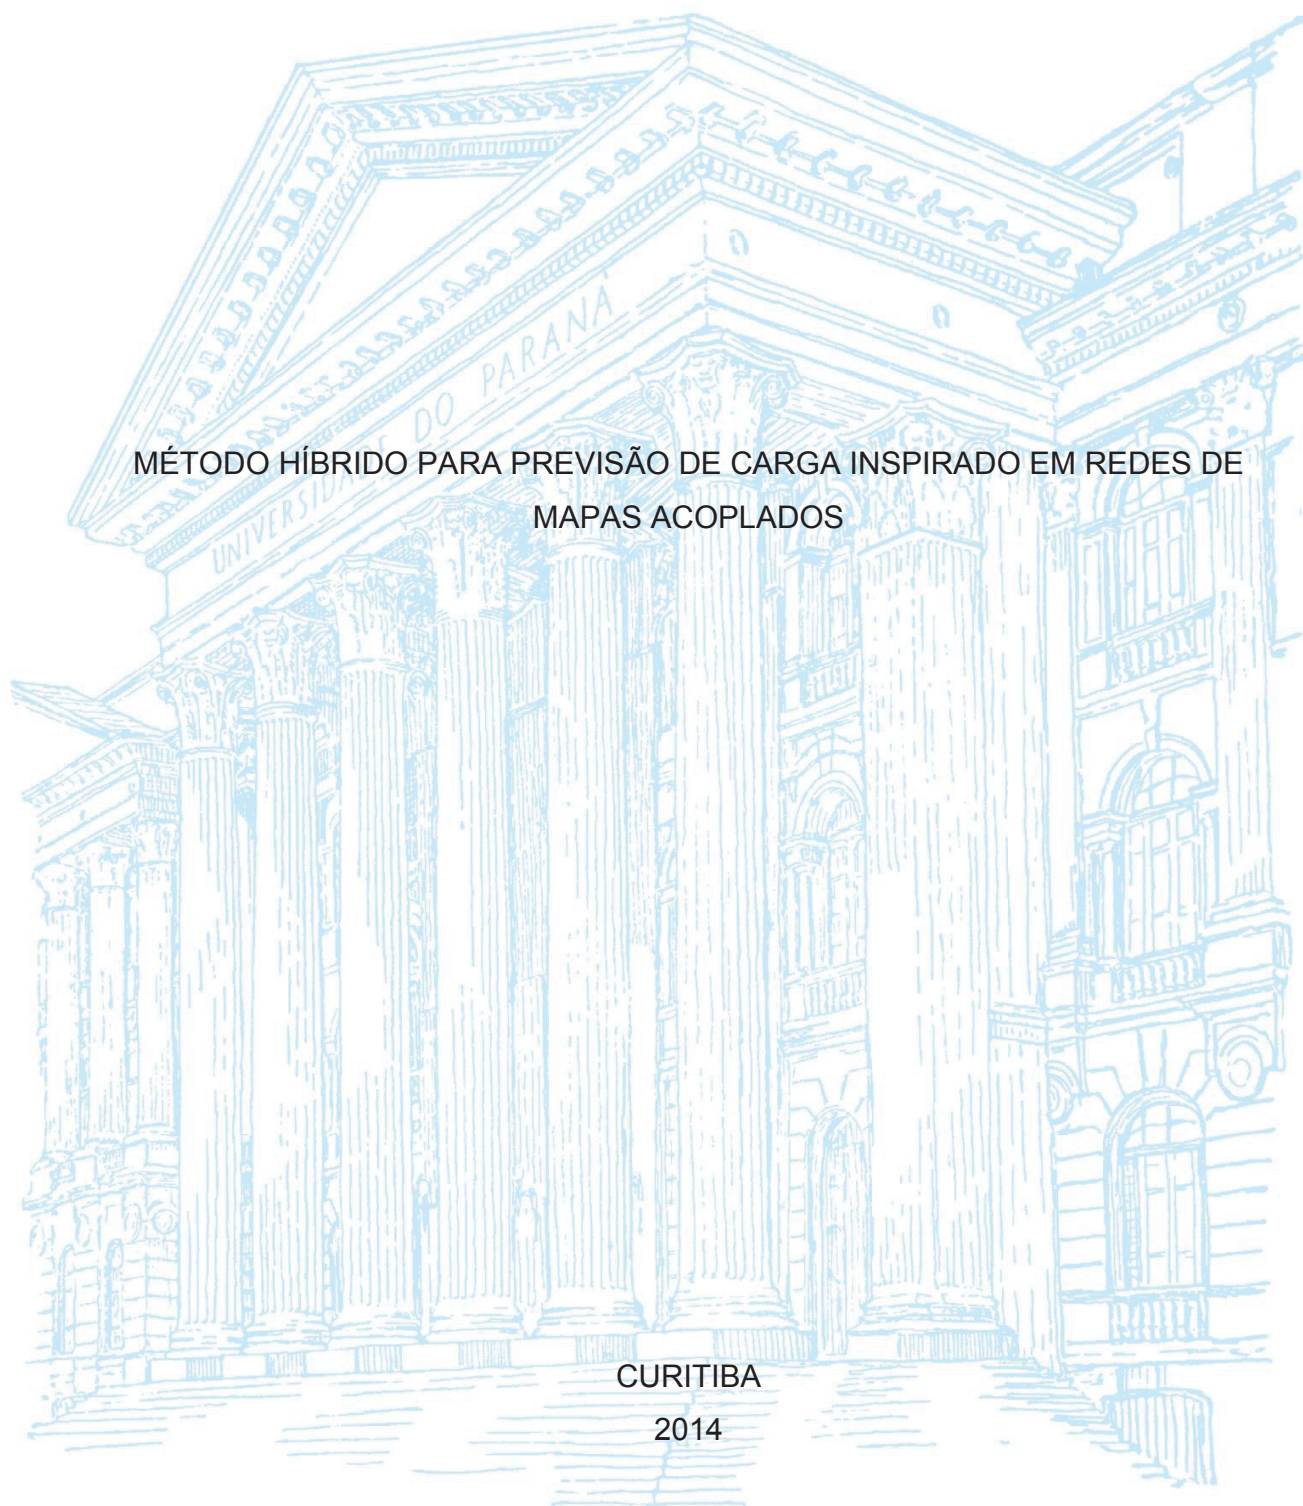 UNIVERSIDADE DO PARANÁ
MÉTODO HÍBRIDO PARA PREVISÃO DE CARGA INSPIRADO EM REDES DE
MAPAS ACOPLADOS
CURITIBA
2014